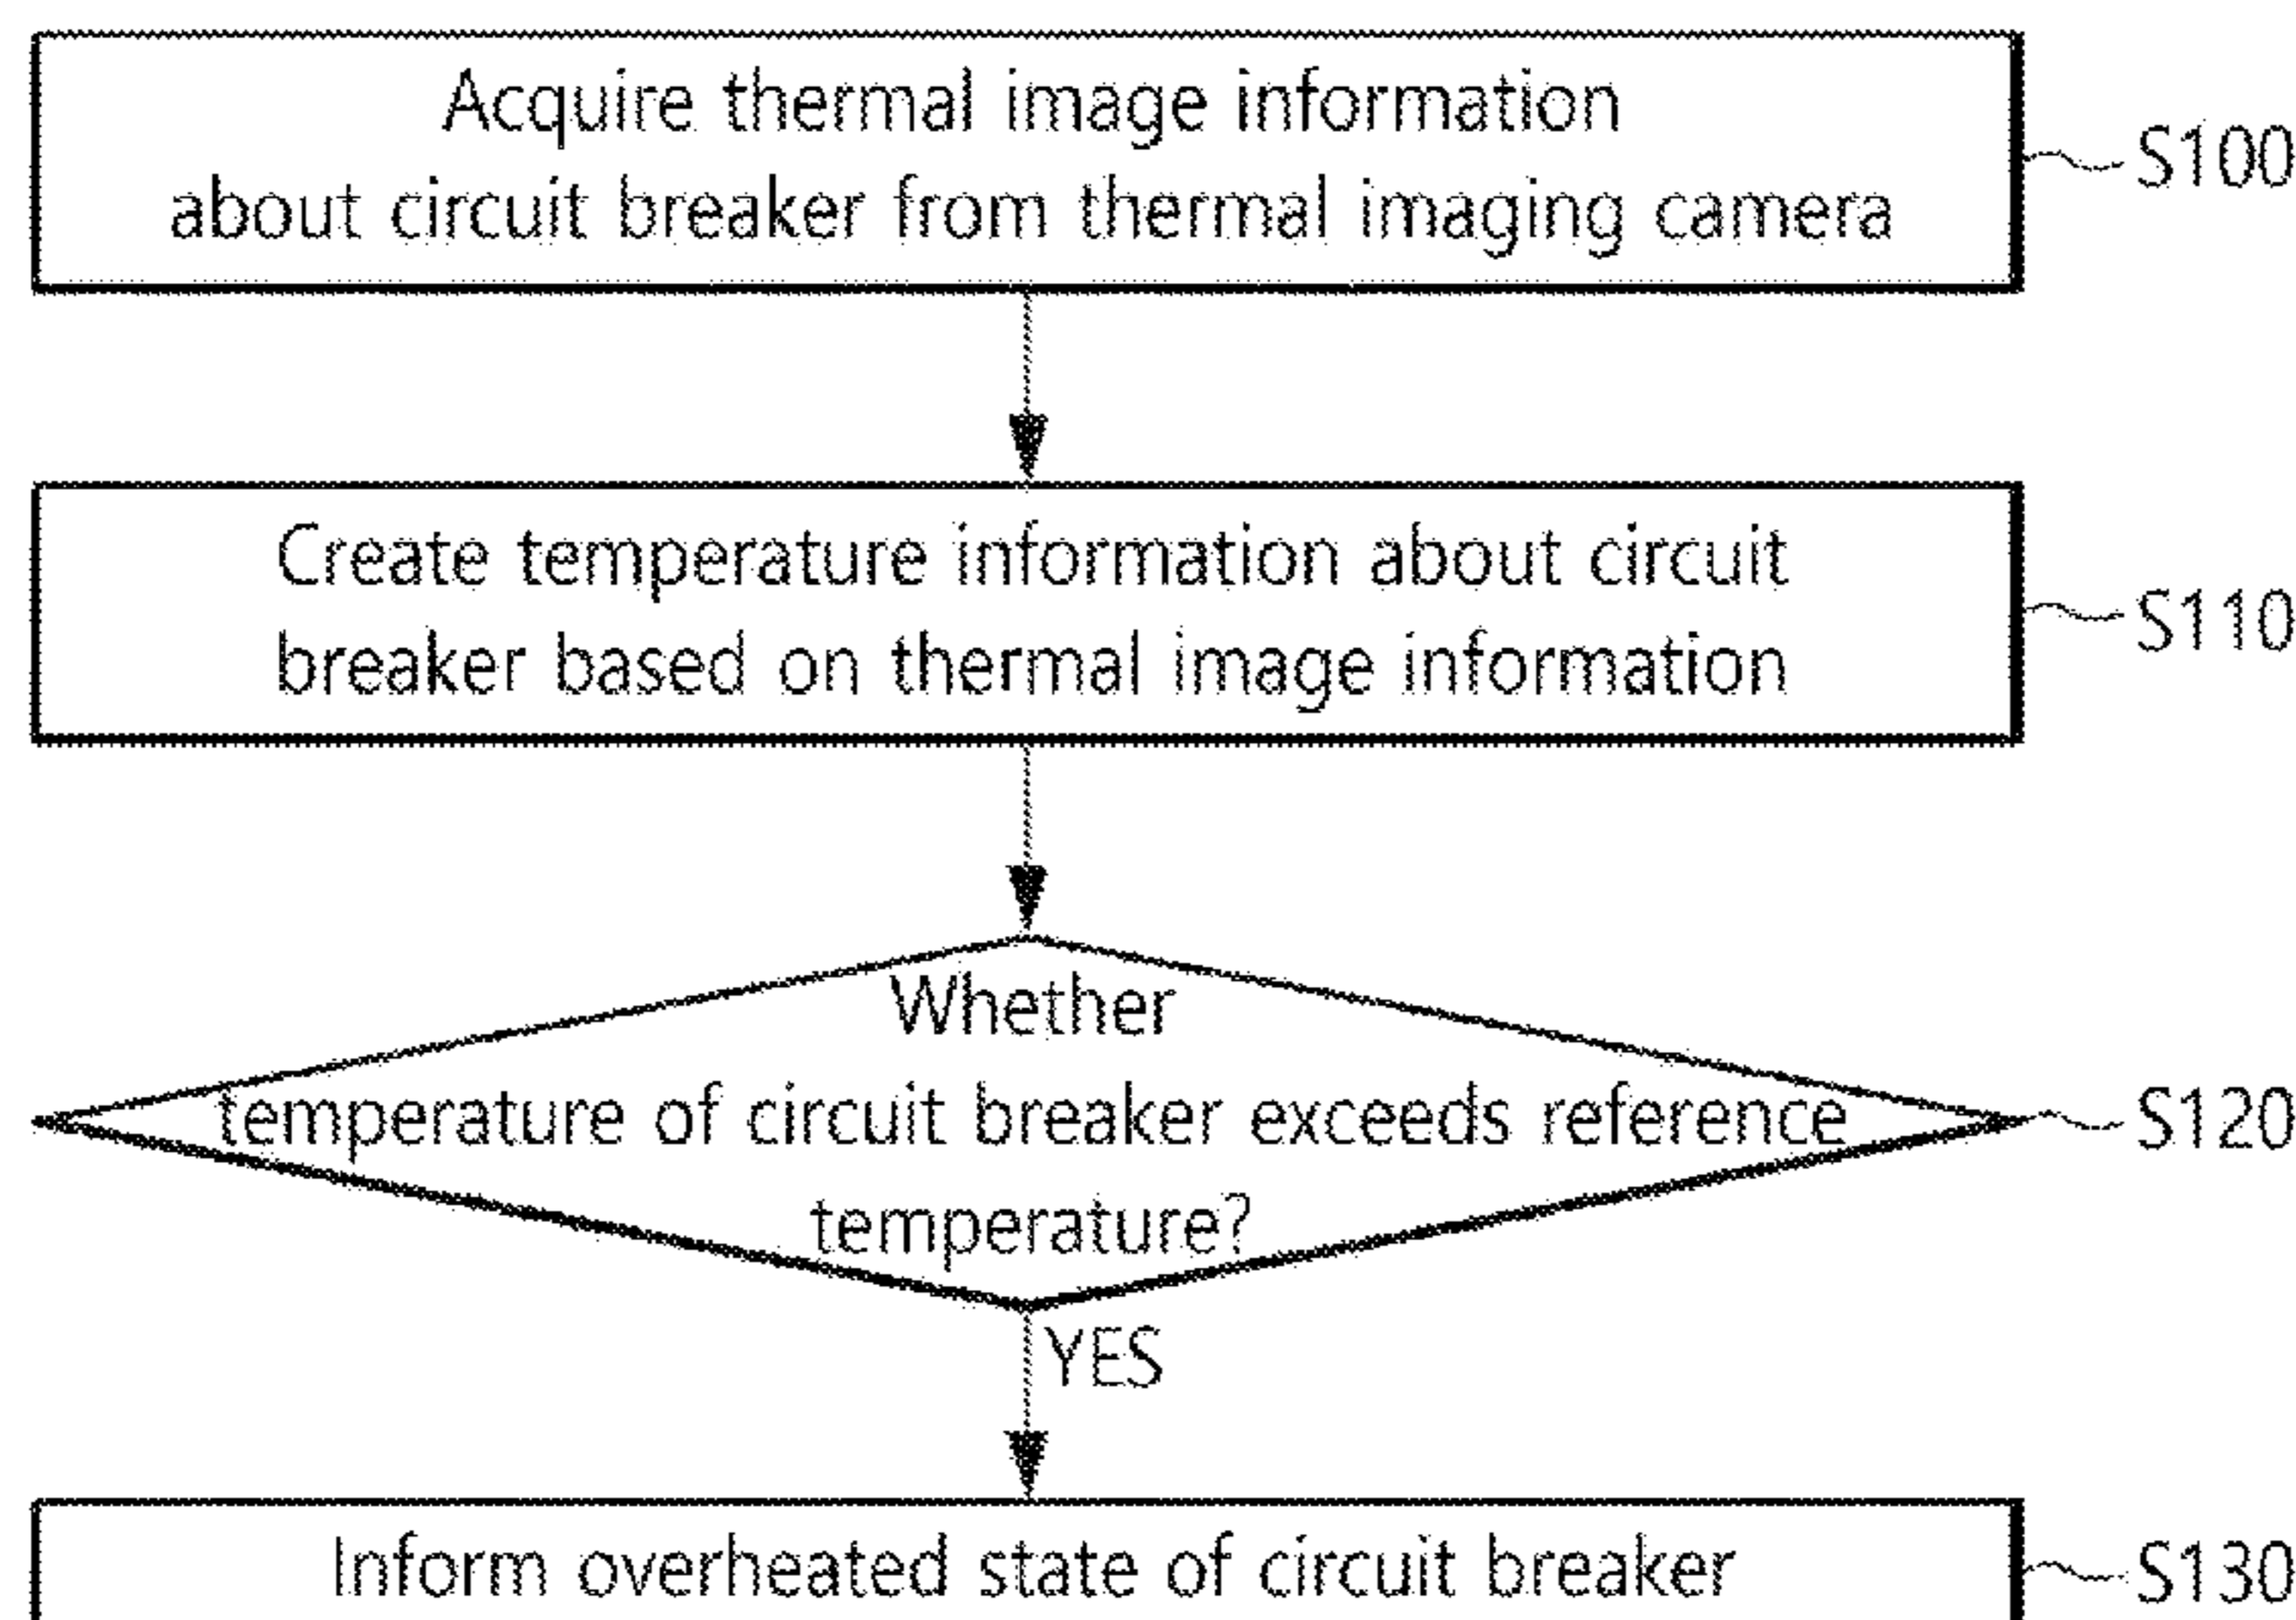 Acquire thermal image information
about circuit breaker from thermal imaging camera
S100
Create temperature information about circuit
breaker based on thermal image information
S110
Whether
temperature of circuit breaker exceeds reference
temperature?
S120
YES
Inform overheated state of circuit breaker
S130